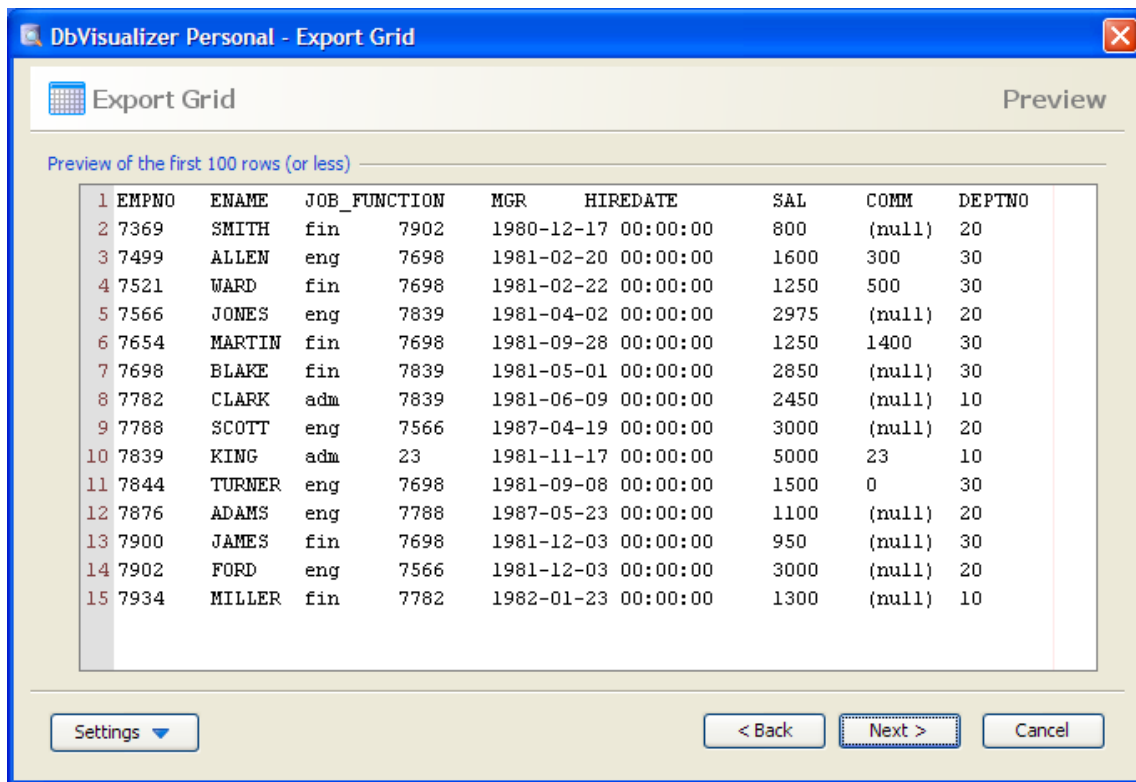 DbVisualizer Personal - Export Grid
Export Grid Preview
Preview of the first 100 rows (or less)
1 EMPNO ENAME JOB_FUNCTION MGR HIREDATE SAL COMM DEPTNO
2 7369 SMITH fin 7902 1980-12-17 00:00:00 800 (null) 20
3 7499 ALLEN eng 7698 1981-02-20 00:00:00 1600 300 30
4 7521 WARD fin 7698 1981-02-22 00:00:00 1250 500 30
5 7566 JONES eng 7839 1981-04-02 00:00:00 2975 (null) 20
6 7654 MARTIN fin 7698 1981-09-28 00:00:00 1250 1400 30
7 7698 BLAKE fin 7839 1981-05-01 00:00:00 2850 (null) 30
8 7782 CLARK adm 7839 1981-06-09 00:00:00 2450 (null) 10
9 7788 SCOTT eng 7566 1987-04-19 00:00:00 3000 (null) 20
10 7839 KING adm 23 1981-11-17 00:00:00 5000 23 10
11 7844 TURNER eng 7698 1981-09-08 00:00:00 1500 0 30
12 7876 ADAMS eng 7788 1987-05-23 00:00:00 1100 (null) 20
13 7900 JAMES fin 7698 1981-12-03 00:00:00 950 (null) 30
14 7902 FORD eng 7566 1981-12-03 00:00:00 3000 (null) 20
15 7934 MILLER fin 7782 1982-01-23 00:00:00 1300 (null) 10
Settings < Back Next > Cancel